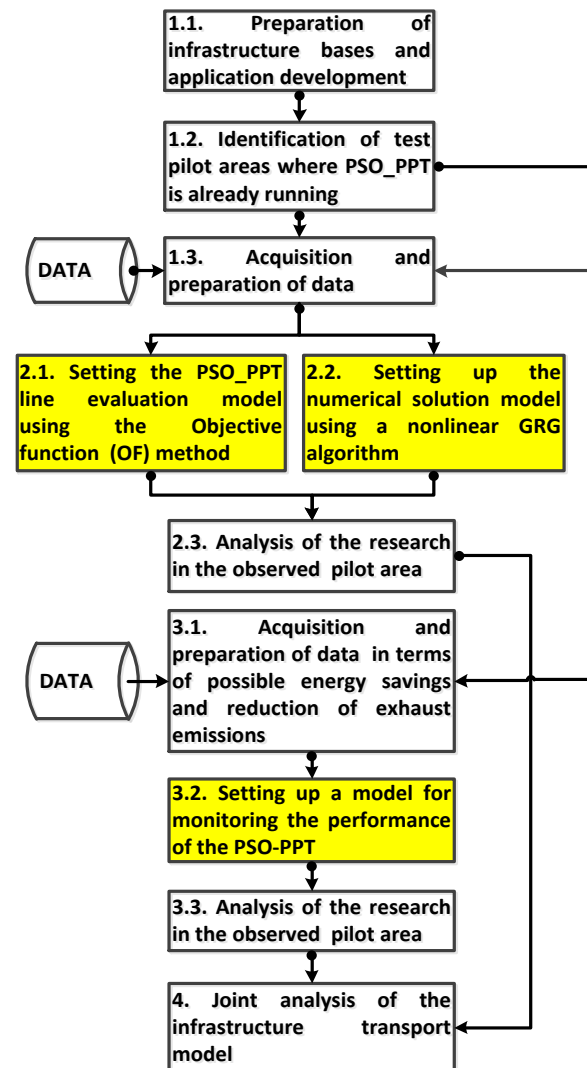 1.1. Preparation of
infrastructure bases and
application development
1.2. Identification of test
pilot areas where PSO_PPT
is already running
DATA
1.3. Acquisition and
preparation of data
2.1. Setting the PSO_PPT
line evaluation model
using the Objective
function (OF) method
2.2. Setting up the
numerical solution model
using a nonlinear GRG
algorithm
2.3. Analysis of the research
in the observed pilot area
DATA
3.1. Acquisition and
preparation of data in terms
of possible energy savings
and reduction of exhaust
emissions
3.2. Setting up a model for
monitoring the performance
of the PSO-PPT
3.3. Analysis of the research
in the observed pilot area
4. Joint analysis of the
infrastructure transport
model